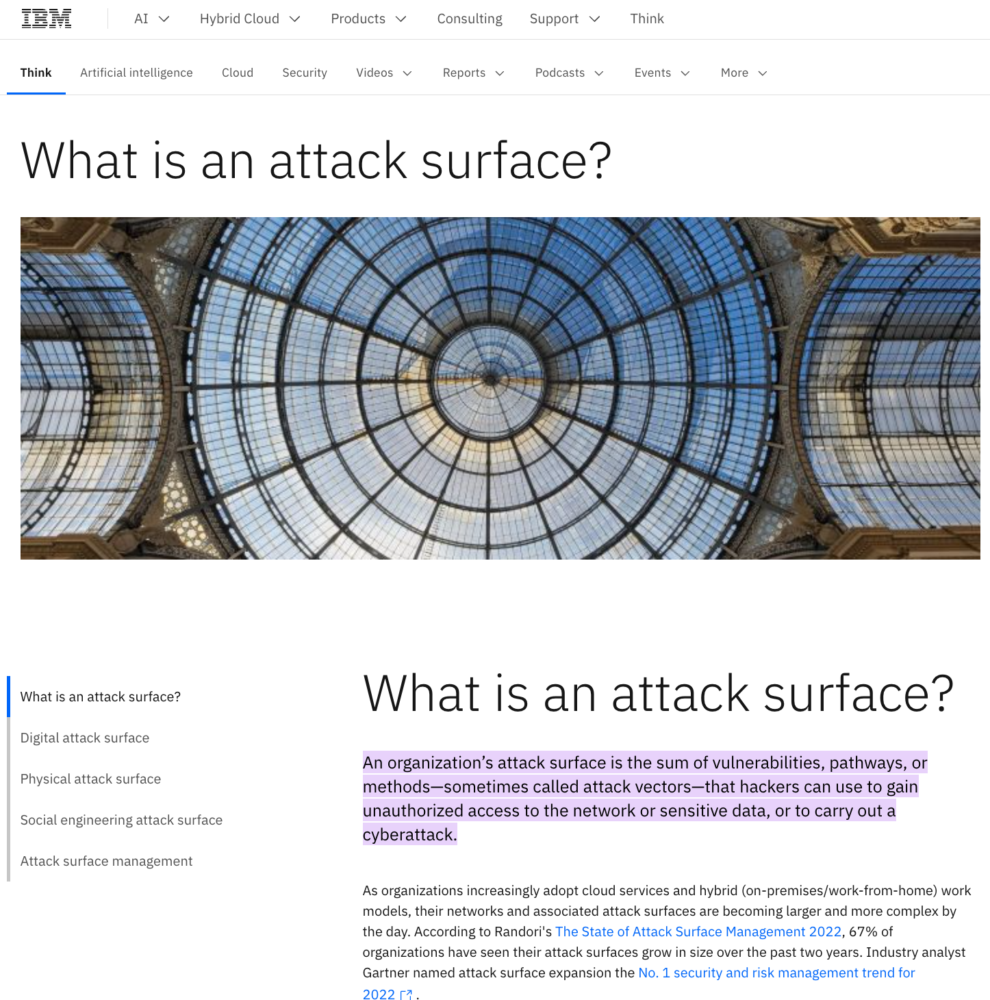 IBM
AI
Hybrid Cloud
Products
Consulting
Support
Think
Think
Artificial intelligence
Cloud
Security
Videos
Reports
Podcasts
Events
More
What is an attack surface?
What is an attack surface?
Digital attack surface
Physical attack surface
Social engineering attack surface
Attack surface management
What is an attack surface?
An organization’s attack surface is the sum of vulnerabilities, pathways, or
methods—sometimes called attack vectors—that hackers can use to gain
unauthorized access to the network or sensitive data, or to carry out a
cyberattack.
As organizations increasingly adopt cloud services and hybrid (on-premises/work-from-home) work
models, their networks and associated attack surfaces are becoming larger and more complex by
the day. According to Randori's The State of Attack Surface Management 2022, 67% of
organizations have seen their attack surfaces grow in size over the past two years. Industry analyst
Gartner named attack surface expansion the No. 1 security and risk management trend for
2022 .